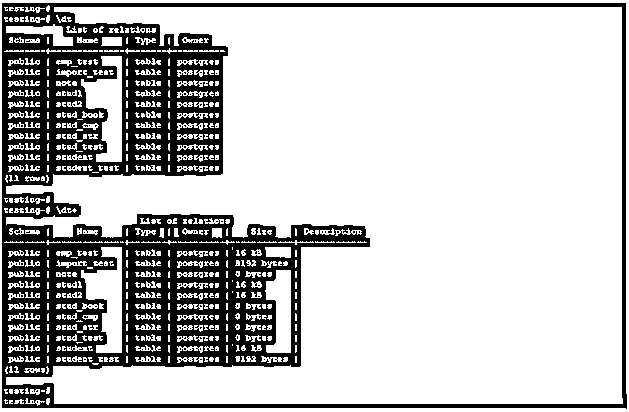 testing-#
testing-# \dt
List of relations
Schema | Name | Type | Owner
public | emp_test | table | postgres
public | import_test | table | postgres
public | note | table | postgres
public | stud1 | table | postgres
public | stud2 | table | postgres
public | stud_book | table | postgres
public | stud_cmp | table | postgres
public | stud_str | table | postgres
public | stud_test | table | postgres
public | student | table | postgres
public | student_test | table | postgres
(11 rows)
testing-#
testing-# \dt+
List of relations
Schema | Name | Type | Owner | Size | Description
public | emp_test | table | postgres | 16 kB |
public | import_test | table | postgres | 8192 bytes |
public | note | table | postgres | 0 bytes |
public | stud1 | table | postgres | 16 kB |
public | stud2 | table | postgres | 16 kB |
public | stud_book | table | postgres | 0 bytes |
public | stud_cmp | table | postgres | 0 bytes |
public | stud_str | table | postgres | 0 bytes |
public | stud_test | table | postgres | 0 bytes |
public | student | table | postgres | 16 kB |
public | student_test | table | postgres | 8192 bytes |
(11 rows)
testing-#
testing-#